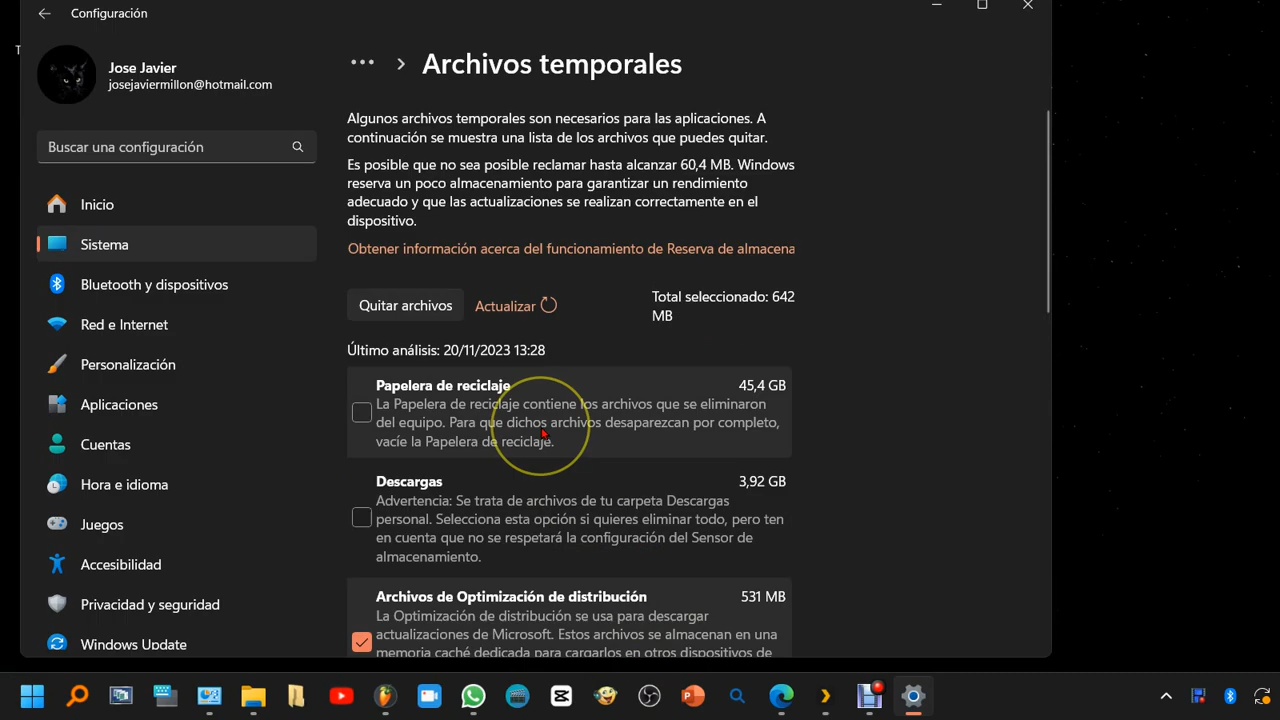 Configuración
Jose Javier
josejaviermillon@hotmail.com
Buscar una configuración
Inicio
Sistema
Bluetooth y dispositivos
Red e Internet
Personalización
Aplicaciones
Cuentas
Hora e idioma
Juegos
Accesibilidad
Privacidad y seguridad
Windows Update
Archivos temporales
Algunos archivos temporales son necesarios para las aplicaciones. A
continuación se muestra una lista de los archivos que puedes quitar.
Es posible que no sea posible reclamar hasta alcanzar 60,4 MB. Windows
reserva un poco almacenamiento para garantizar un rendimiento
adecuado y que las actualizaciones se realizan correctamente en el
dispositivo.
Obtener información acerca del funcionamiento de Reserva de almacena
Quitar archivos
Actualizar
Total seleccionado: 642
MB
Último análisis: 20/11/2023 13:28
Papelera de reciclaje 45,4 GB
La Papelera de reciclaje contiene los archivos que se eliminaron
del equipo. Para que dichos archivos desaparezcan por completo,
vacíe la Papelera de reciclaje.
Descargas 3,92 GB
Advertencia: Se trata de archivos de tu carpeta Descargas
personal. Selecciona esta opción si quieres eliminar todo, pero ten
en cuenta que no se respetará la configuración del Sensor de
almacenamiento.
Archivos de Optimización de distribución 531 MB
La Optimización de distribución se usa para descargar
actualizaciones de Microsoft. Estos archivos se almacenan en una
memoria caché dedicada para cargarlos en otros dispositivos de